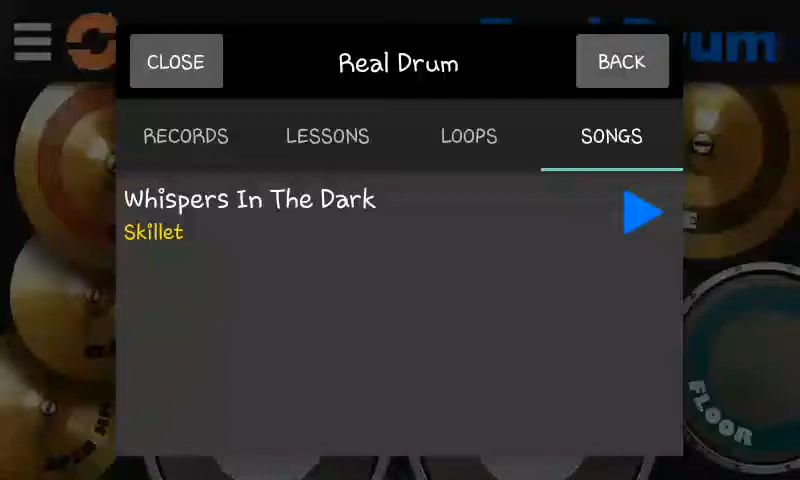 CLOSE
Real Drum
BACK
RECORDS
LESSONS
LOOPS
SONGS
Whispers In The Dark
Skillet
FLOOR